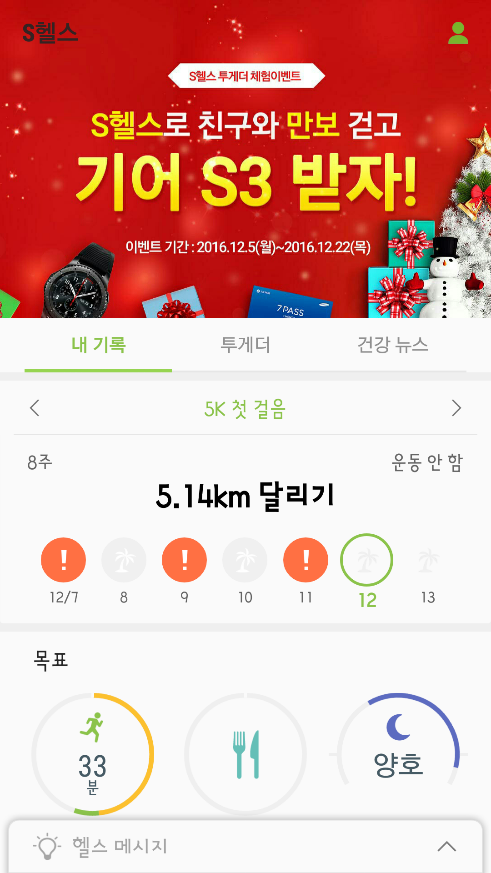 S헬스
S헬스 투게더 체험이벤트
S헬스로 친구와 만보 걷고
기어 S3 받자!
이벤트 기간 : 2016.12.5(월)~2016.12.22(목)
7PASS
내 기록 투게더 건강 뉴스
5K 첫 걸음
8주 운동 안 함
5.14km 달리기
! ! !
12/7 8 9 10 11 12 13
목표
33
분
양호
헬스 메시지